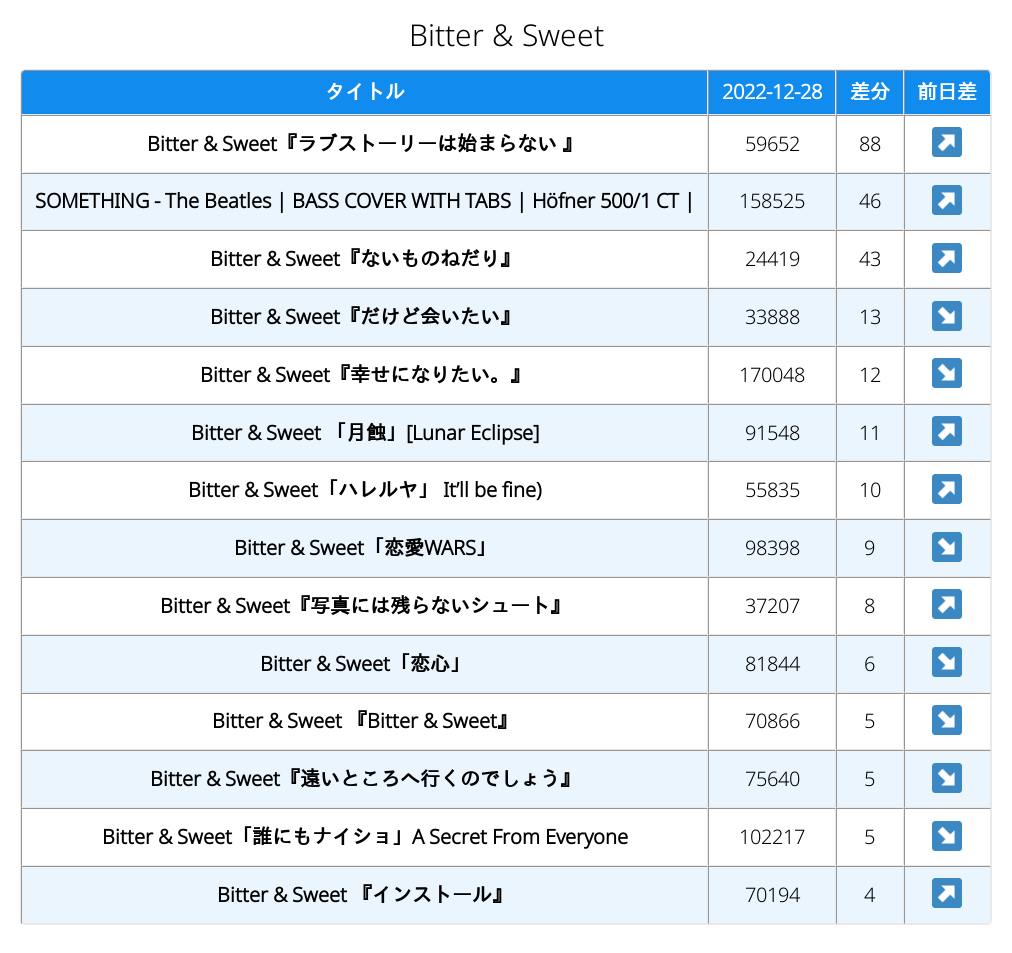 Bitter & Sweet
タイトル 2022-12-28 差分 前日差
Bitter & Sweet『ラブストーリーは始まらない 』 59652 88 ↗
SOMETHING - The Beatles | BASS COVER WITH TABS | Höfner 500/1 CT | 158525 46 ↗
Bitter & Sweet『ないものねだり』 24419 43 ↗
Bitter & Sweet『だけど会いたい』 33888 13 ↘
Bitter & Sweet『幸せになりたい。』 170048 12 ↘
Bitter & Sweet 「月蝕」[Lunar Eclipse] 91548 11 ↗
Bitter & Sweet「ハレルヤ」 It’ll be fine) 55835 10 ↗
Bitter & Sweet「恋愛WARS」 98398 9 ↘
Bitter & Sweet『写真には残らないシュート』 37207 8 ↗
Bitter & Sweet「恋心」 81844 6 ↘
Bitter & Sweet 『Bitter & Sweet』 70866 5 ↘
Bitter & Sweet『遠いところへ行くのでしょう』 75640 5 ↘
Bitter & Sweet「誰にもナイショ」A Secret From Everyone 102217 5 ↘
Bitter & Sweet 『インストール』 70194 4 ↗